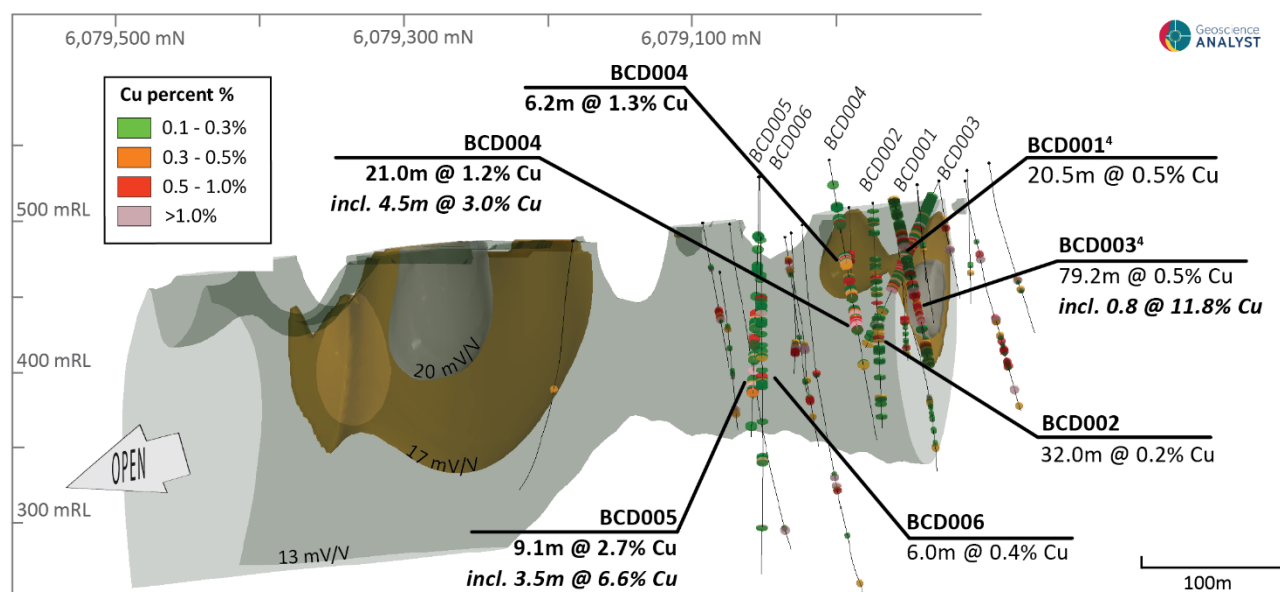 6,079,500 mN
6,079,300 mN
6,079,100 mN
Geoscience
ANALYST
Cu percent %
0.1 - 0.3%
0.3 - 0.5%
0.5 - 1.0%
>1.0%
BCD004
6.2m @ 1.3% Cu
BCD004
21.0m @ 1.2% Cu
incl. 4.5m @ 3.0% Cu
BCD005
BCD006
BCD004
BCD002
BCD001
BCD003
BCD001⁴
20.5m @ 0.5% Cu
BCD003⁴
79.2m @ 0.5% Cu
incl. 0.8 @ 11.8% Cu
500 mRL
400 mRL
300 mRL
20 mV/V
17 mV/V
13 mV/V
OPEN
BCD002
32.0m @ 0.2% Cu
BCD005
9.1m @ 2.7% Cu
incl. 3.5m @ 6.6% Cu
BCD006
6.0m @ 0.4% Cu
100m